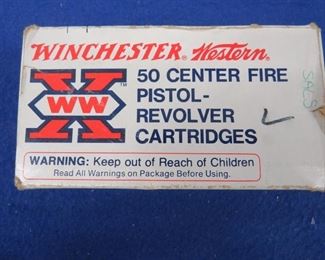 WINCHESTER® Western®
X WW ™
50 CENTER FIRE
PISTOL-
REVOLVER
CARTRIDGES
WARNING: Keep out of Reach of Children
Read All Warnings on Package Before Using.